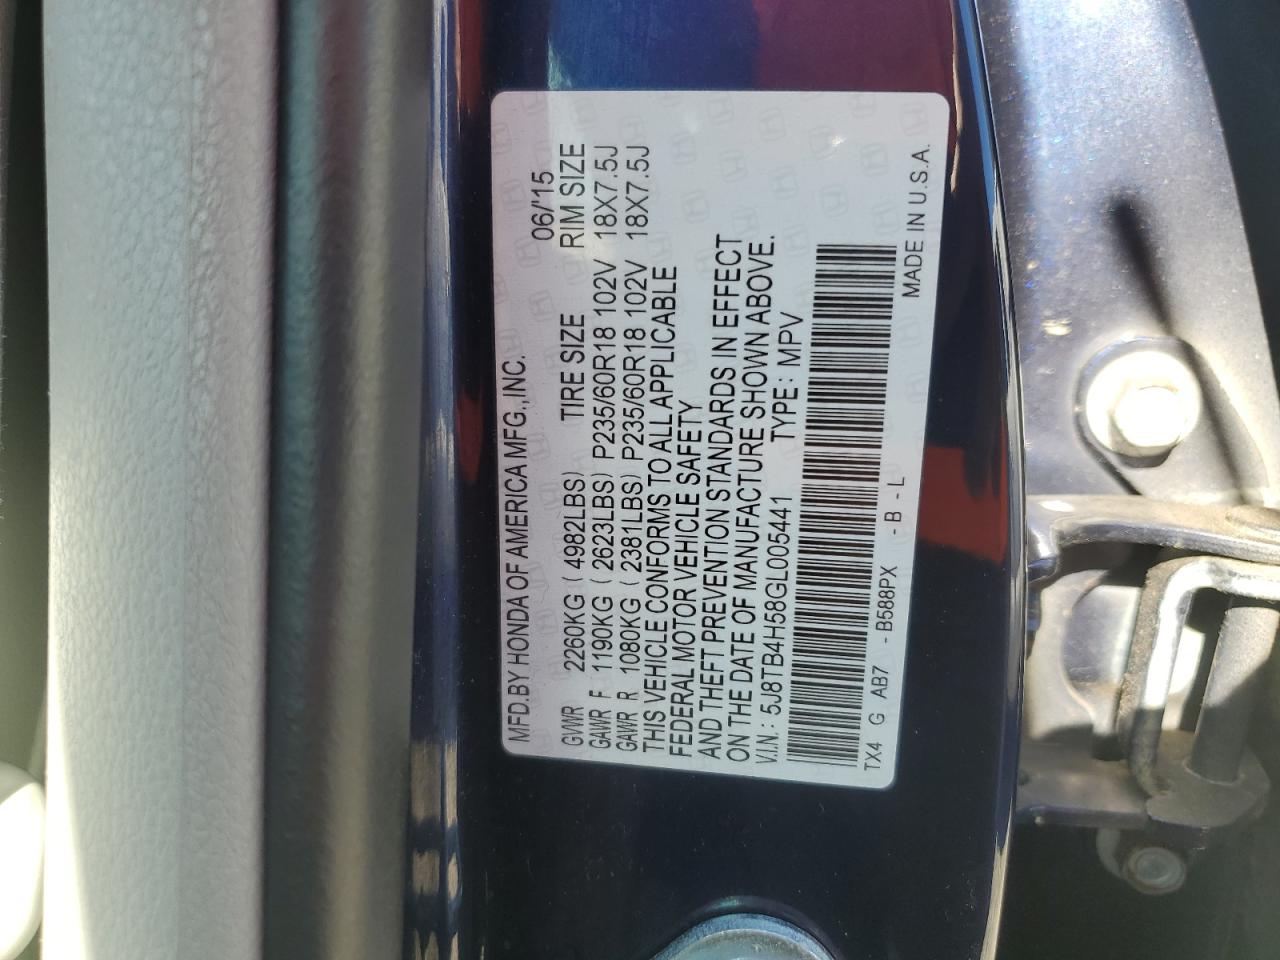 MFD.BY HONDA OF AMERICA MFG.,INC. 06/'15
GVWR 2260KG ( 4982LBS) TIRE SIZE RIM SIZE
GAWR F 1190KG ( 2623LBS) P235/60R18 102V 18X7.5J
GAWR R 1080KG ( 2381LBS) P235/60R18 102V 18X7.5J
THIS VEHICLE CONFORMS TO ALL APPLICABLE
FEDERAL MOTOR VEHICLE SAFETY
AND THEFT PREVENTION STANDARDS IN EFFECT
ON THE DATE OF MANUFACTURE SHOWN ABOVE.
V.I.N.: 5J8TB4H58GL005441 TYPE: MPV
TX4 G AB7 - B588PX - B - L
MADE IN U.S.A.